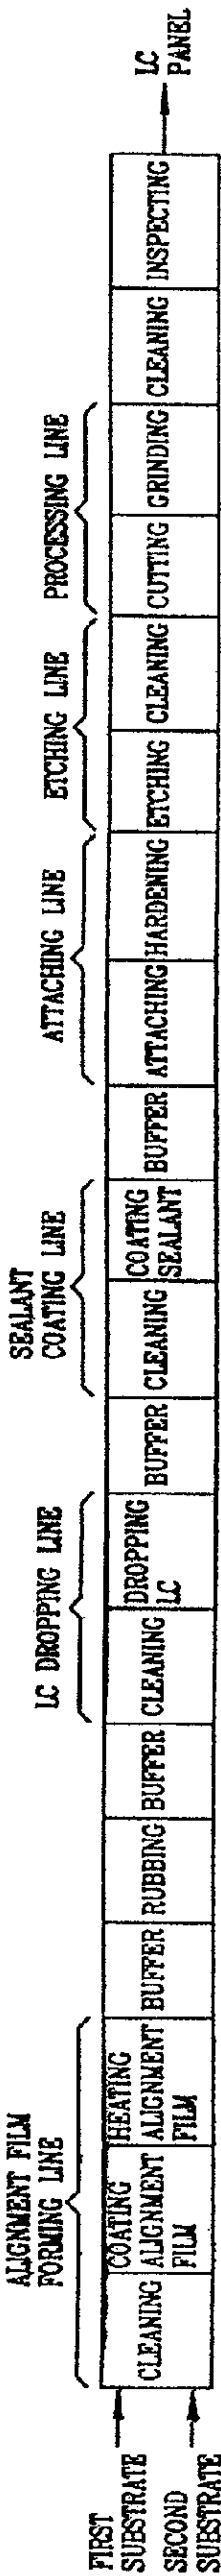 FIRST
SUBSTRATE
SECOND
SUBSTRATE
ALIGNMENT FILM
FORMING LINE
CLEANING
COATING
ALIGNMENT
FILM
HEATING
ALIGNMENT
FILM
BUFFER
RUBBING
BUFFER
LC DROPPING LINE
CLEANING
DROPPING
LC
BUFFER
SEALANT
COATING LINE
CLEANING
COATING
SEALANT
BUFFER
ATTACHING LINE
ATTACHING
HARDENING
ETCHING LINE
ETCHING
CLEANING
PROCESSING LINE
CUTTING
GRINDING
CLEANING
INSPECTING
LC
PANEL